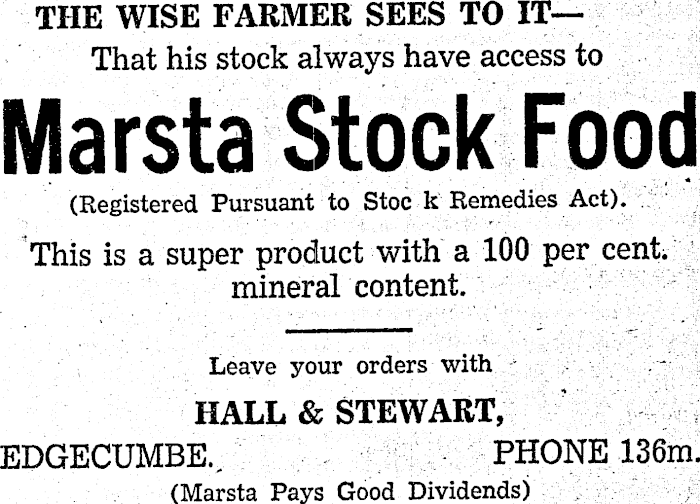 THE WISE FARMER SEES TO IT—
That his stock always have access to
Marsta Stock Food
(Registered Pursuant to Stoc k Remedies Act).
This is a super product with a 100 per cent.
mineral content.
Leave your orders with
HALL & STEWART,
EDGECUMBE. PHONE 136m.
(Marsta Pays Good Dividends)